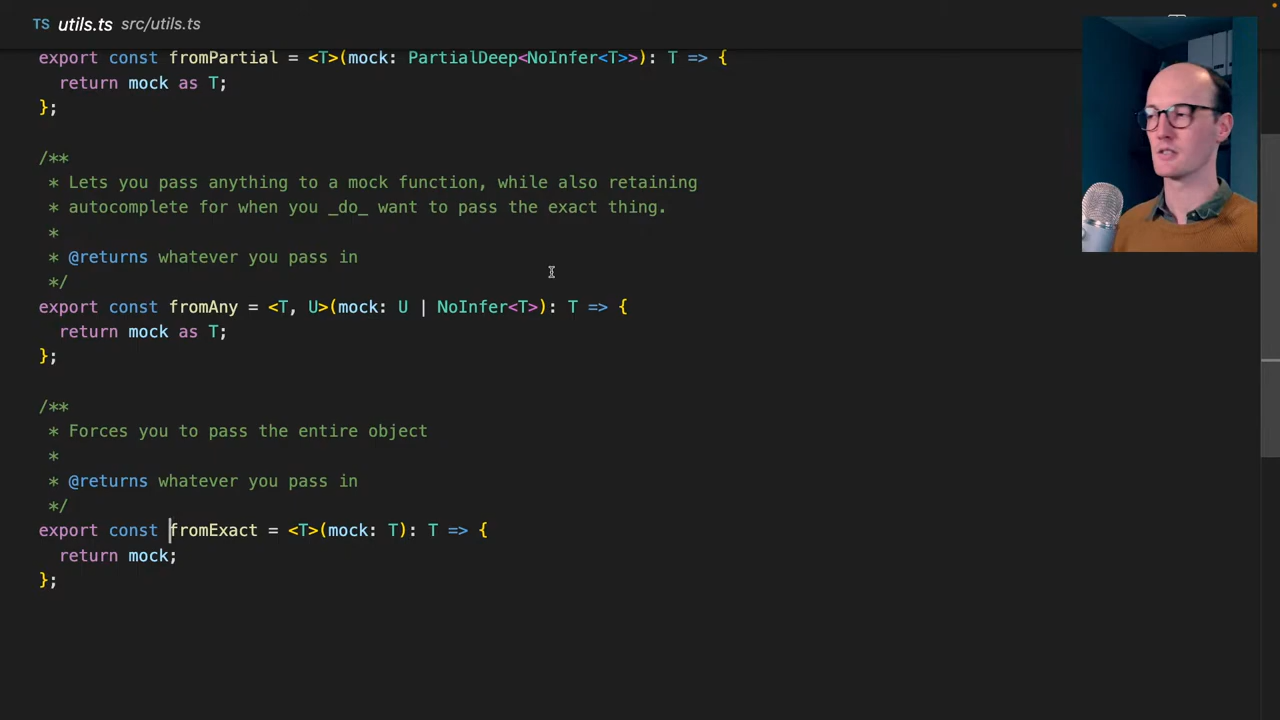 TS utils.ts src/utils.ts
export const fromPartial = <T>(mock: PartialDeep<NoInfer<T>>): T => {
  return mock as T;
};
/**
 * Lets you pass anything to a mock function, while also retaining
 * autocomplete for when you _do_ want to pass the exact thing.
 *
 * @returns whatever you pass in
 */
export const fromAny = <T, U>(mock: U | NoInfer<T>): T => {
  return mock as T;
};
/**
 * Forces you to pass the entire object
 *
 * @returns whatever you pass in
 */
export const fromExact = <T>(mock: T): T => {
  return mock;
};